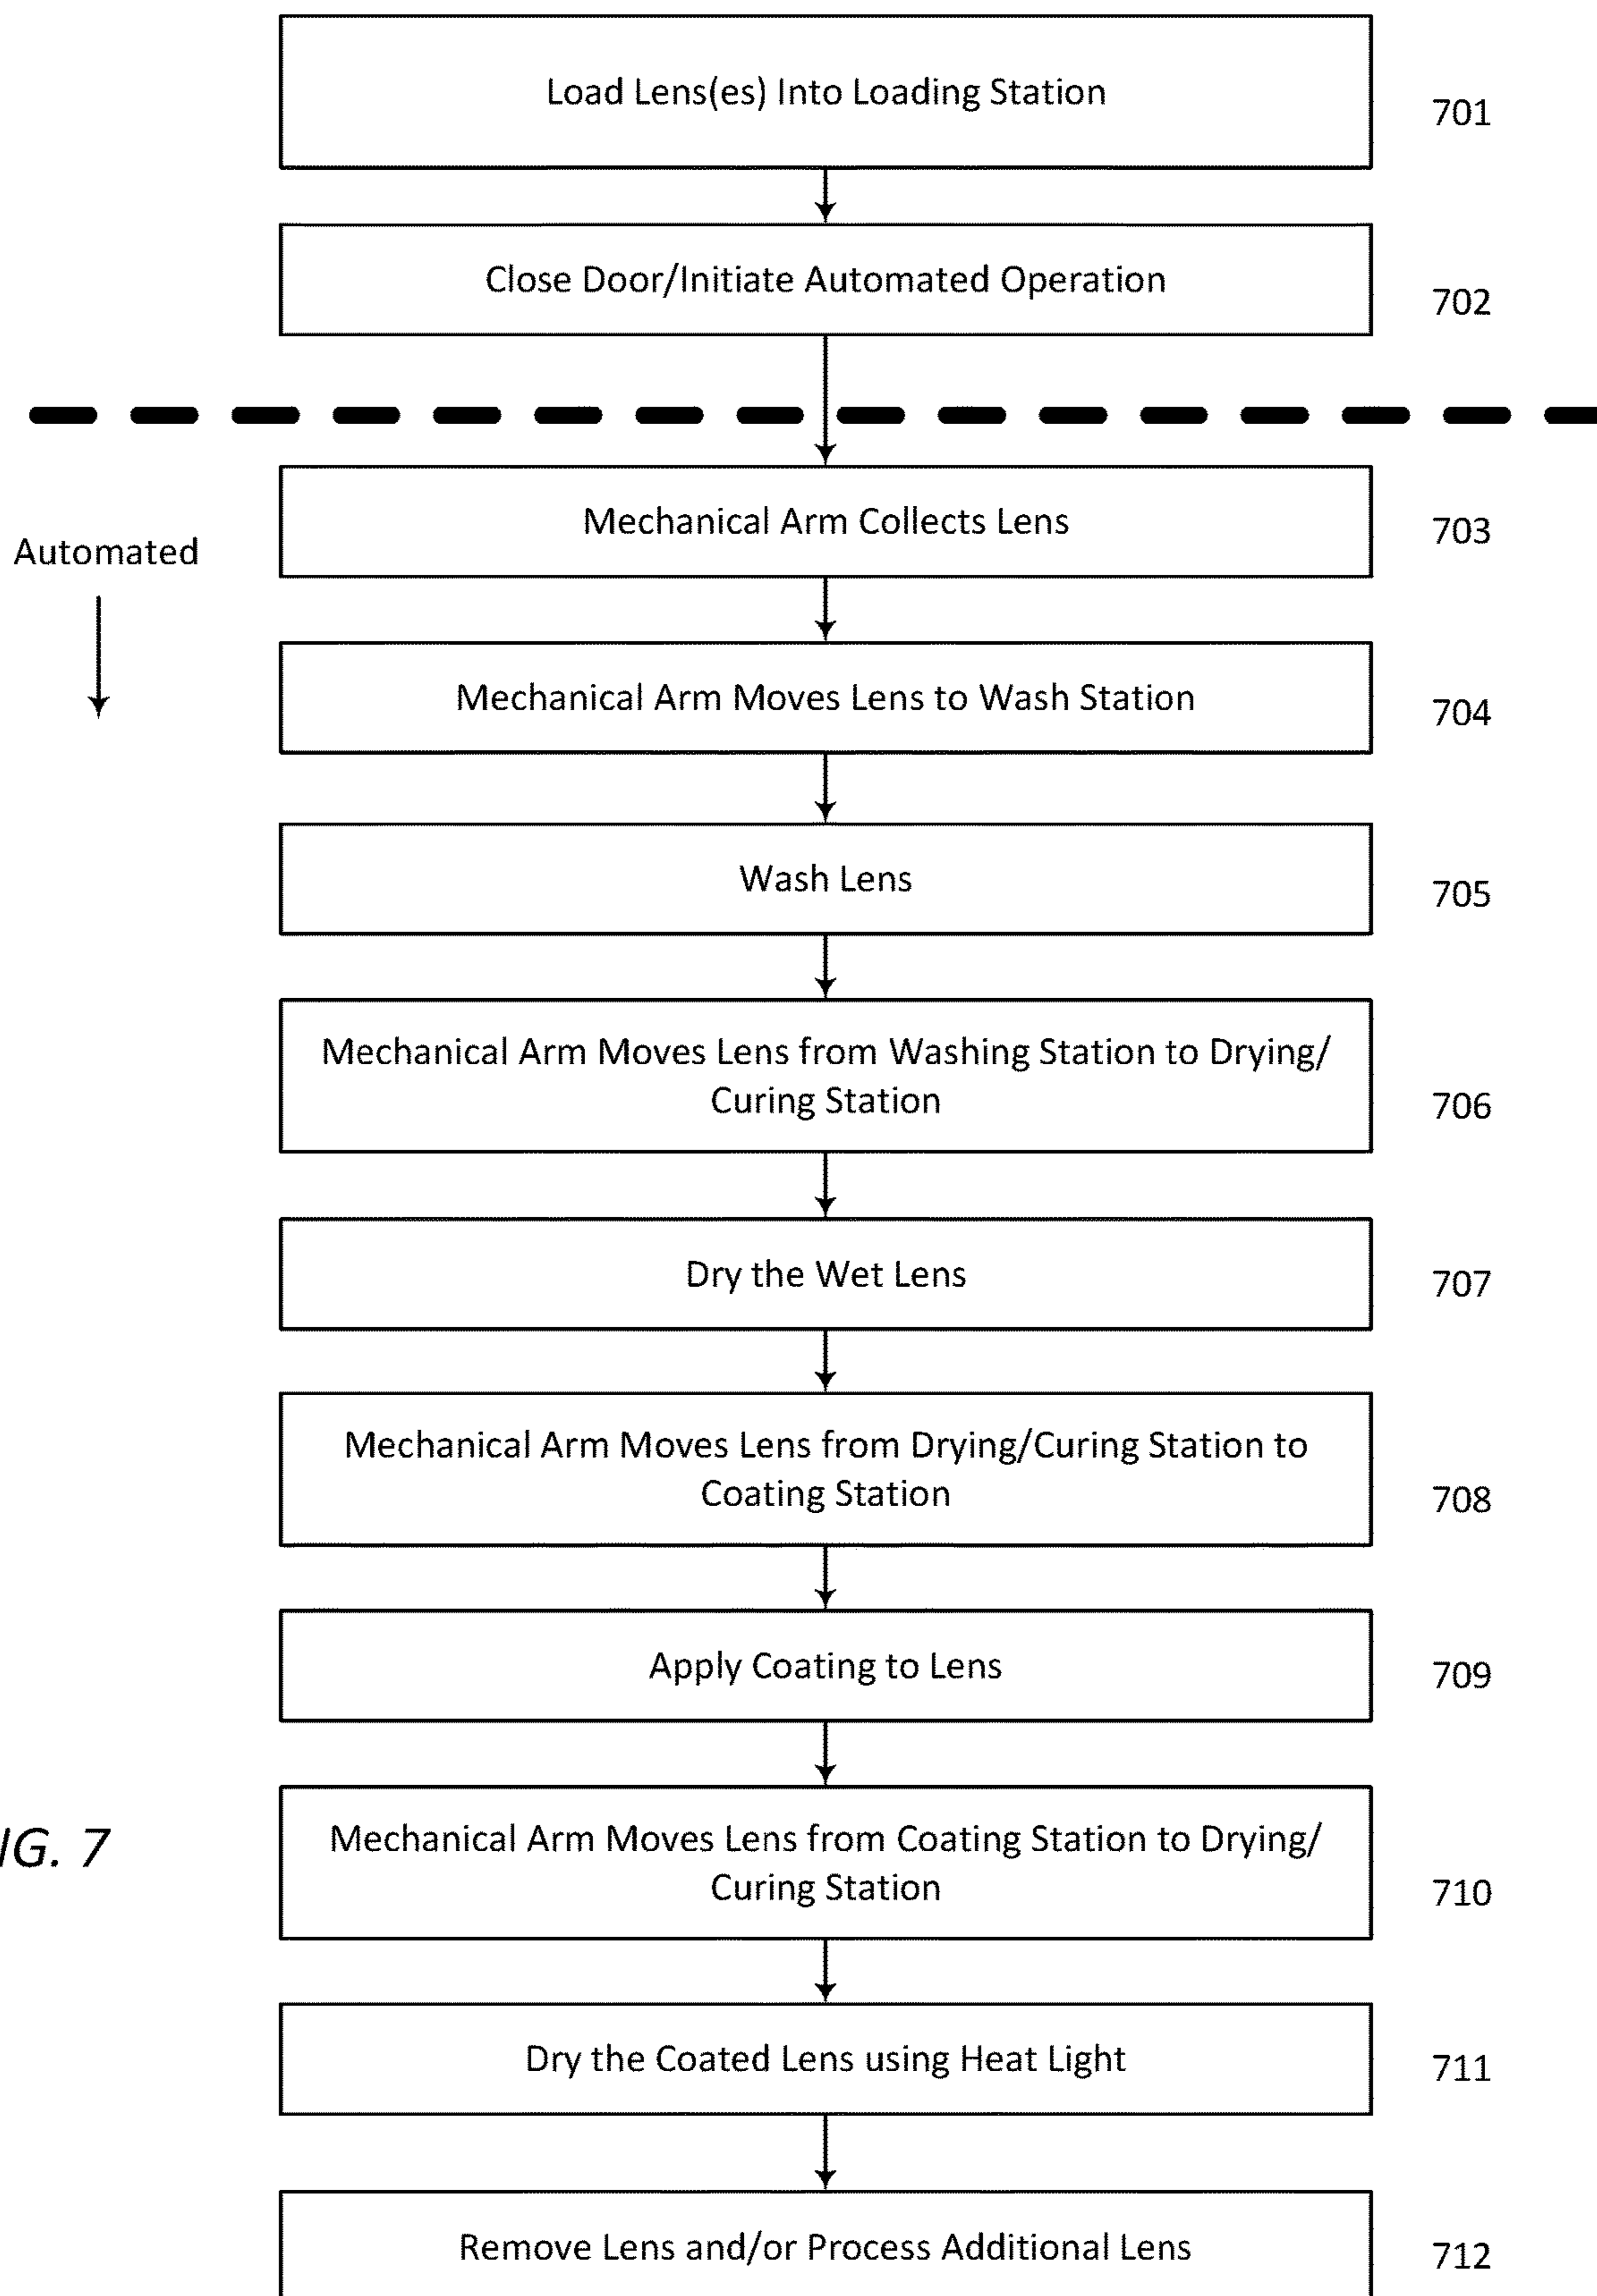 Load Lens(es) Into Loading Station
701
Close Door/Initiate Automated Operation
702
Mechanical Arm Collects Lens
703
Automated
Mechanical Arm Moves Lens to Wash Station
704
Wash Lens
705
Mechanical Arm Moves Lens from Washing Station to Drying/
Curing Station
706
Dry the Wet Lens
707
Mechanical Arm Moves Lens from Drying/Curing Station to
Coating Station
708
Apply Coating to Lens
709
IG. 7
Mechanical Arm Moves Lens from Coating Station to Drying/
Curing Station
710
Dry the Coated Lens using Heat Light
711
Remove Lens and/or Process Additional Lens
712